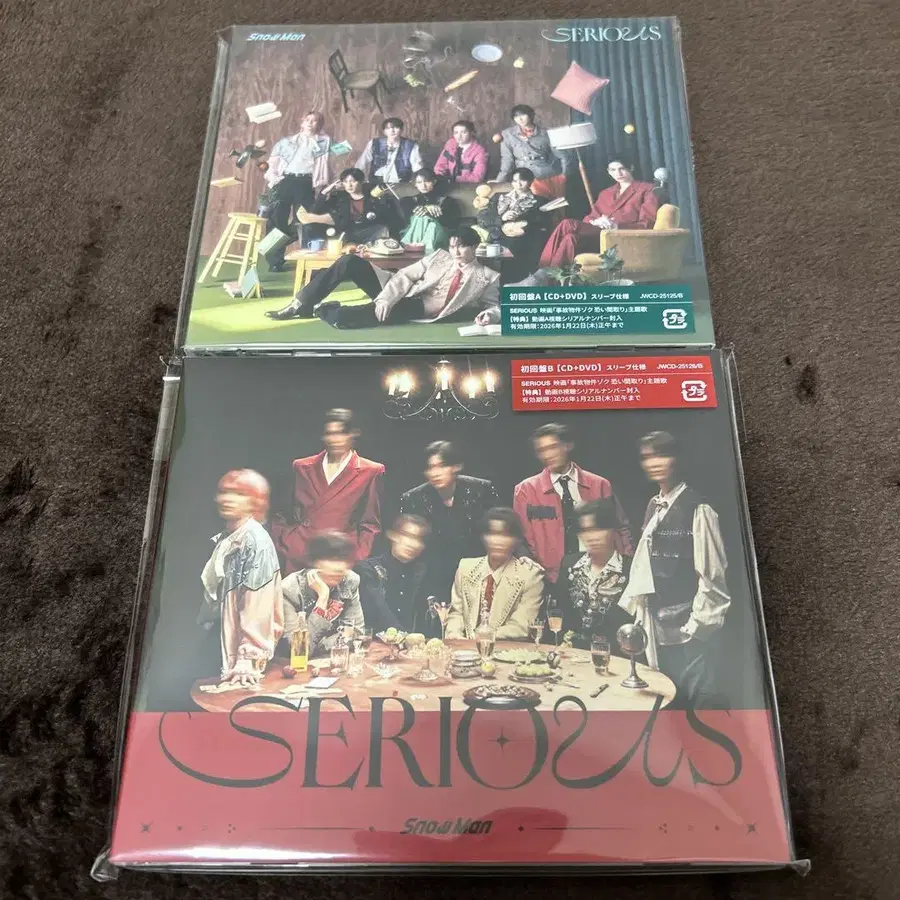 Snow Man
SERIOUS
初回盤A【CD+DVD】スリーブ仕様 JWCD-25125/B
SERIOUS 映画「事故物件ゾク 恐い間取り」主題歌
【特典】動画A視聴シリアルナンバー封入
有効期限:2026年1月22日(木)正午まで
初回盤B【CD+DVD】スリーブ仕様 JWCD-25126/B
SERIOUS 映画「事故物件ゾク 恐い間取り」主題歌
【特典】動画B視聴シリアルナンバー封入
有効期限:2026年1月22日(木)正午まで
SERIOUS
Snow Man